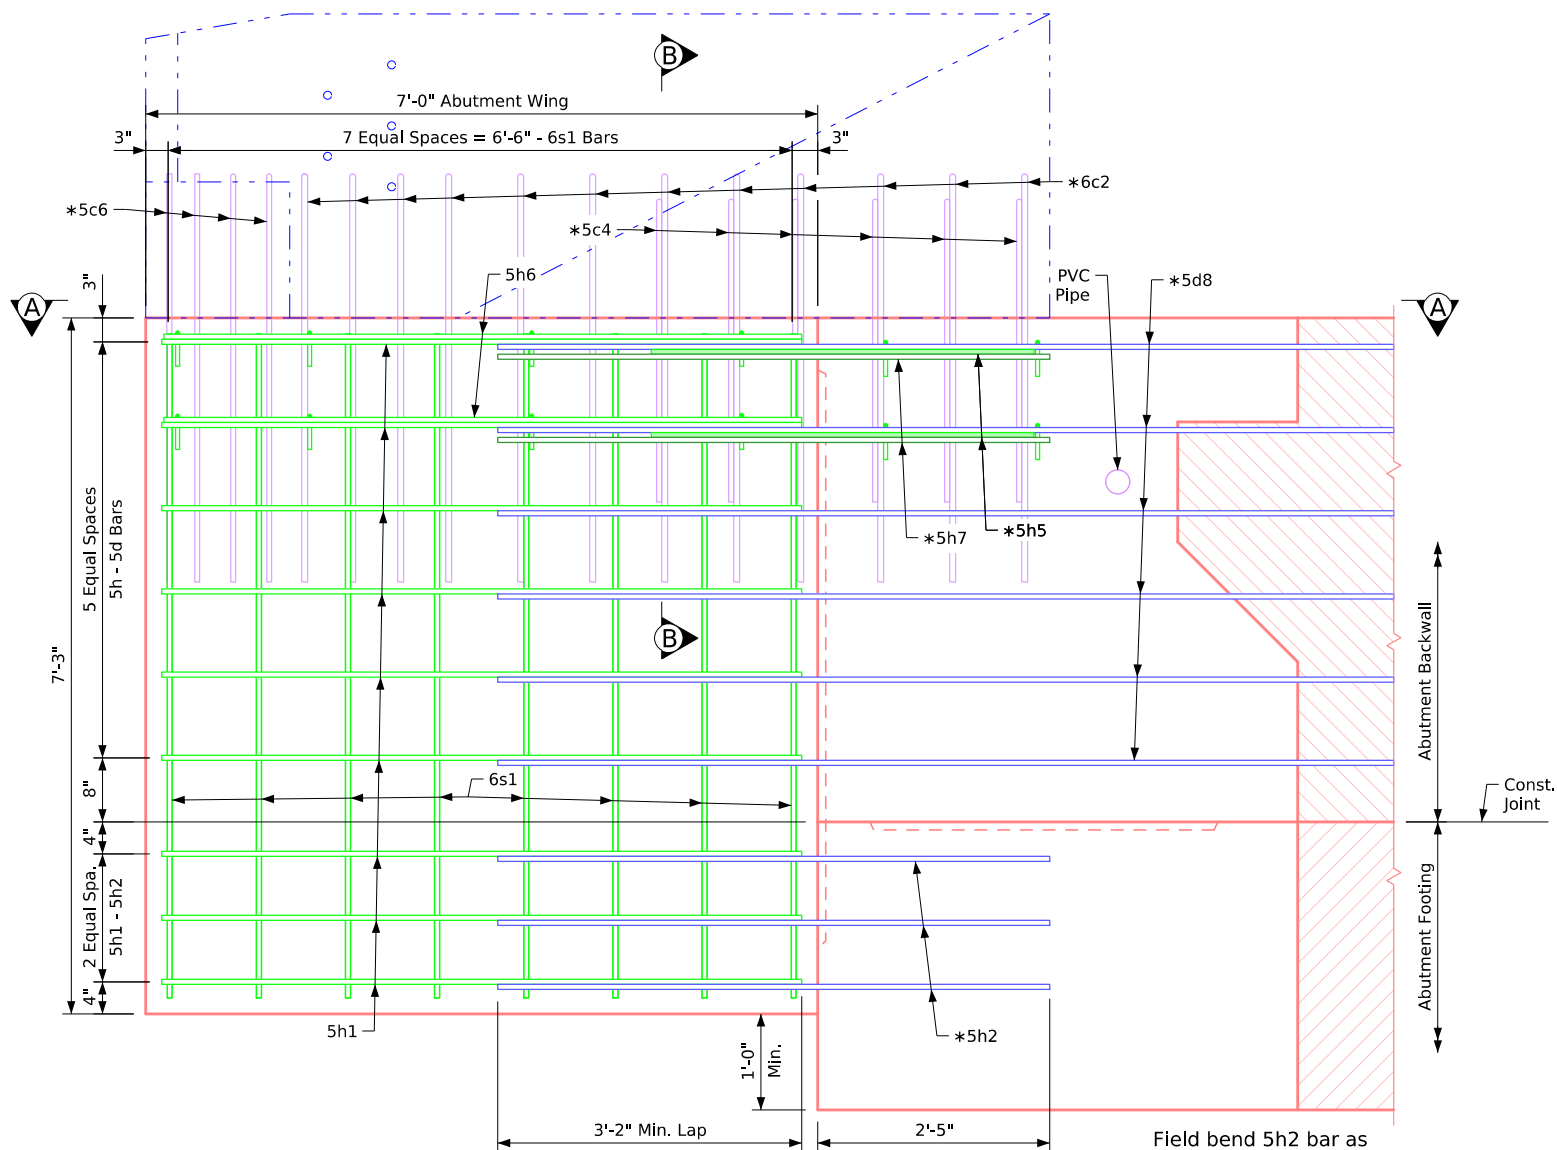 B
7'-0" Abutment Wing
3"
7 Equal Spaces = 6'-6" - 6s1 Bars
3"
∗6c2
∗5c6
∗5c4
5h6
PVC
Pipe
∗5d8
3"
A
A
5 Equal Spaces
5h - 5d Bars
∗5h7
∗5h5
7'-3"
B
Abutment Backwall
8"
6s1
Const.
Joint
4"
2 Equal Spa.
5h1 - 5h2
Abutment Footing
4"
5h1
∗5h2
1'-0"
Min.
3'-2" Min. Lap
2'-5"
Field bend 5h2 bar as